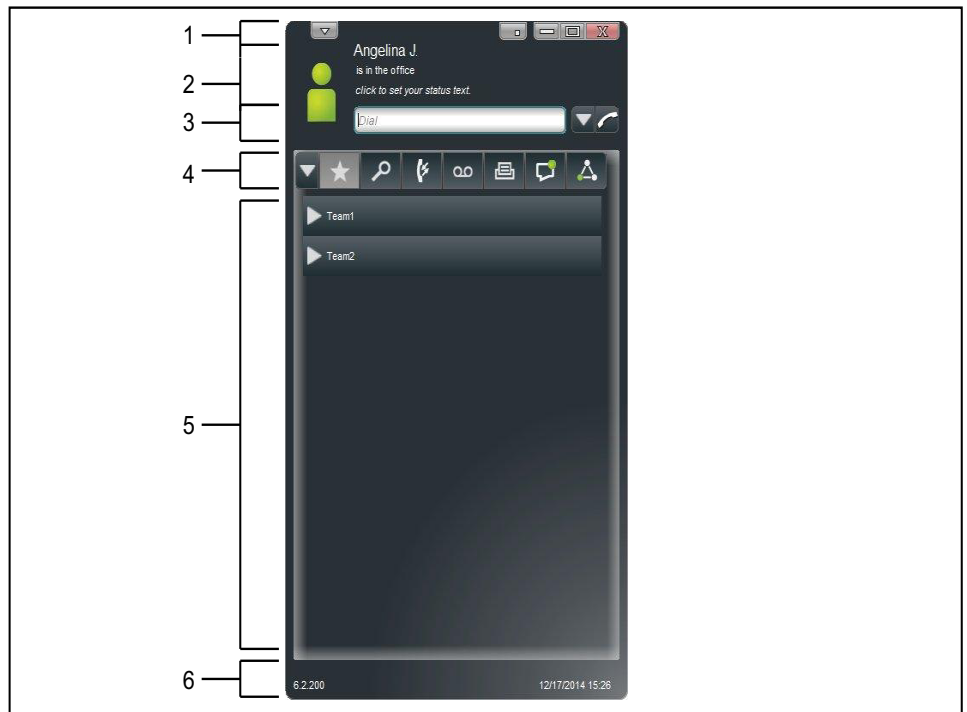 1
2
3
4
5
6
Angelina J.
is in the office
click to set your status text.
Dial
Team1
Team2
6.2.200
12/17/2014 15:26